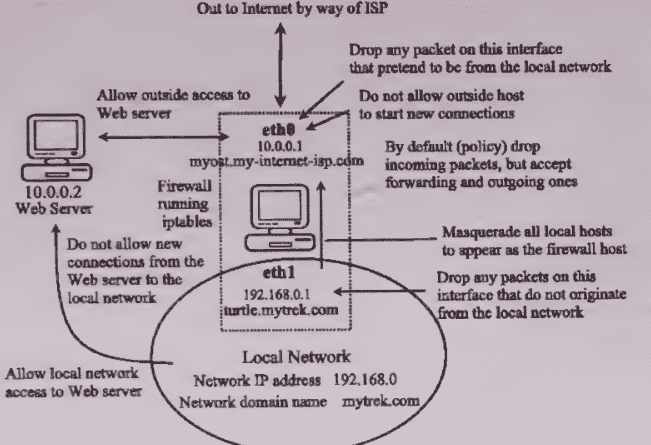 Out to Internet by way of ISP
Drop any packet on this interface
that pretend to be from the local network
Allow outside access to
Web server
Do not allow outside host
to start new connections
eth0
10.0.0.1
myost.my-internet-isp.com
By default (policy) drop
incoming packets, but accept
forwarding and outgoing ones
10.0.0.2
Web Server
Firewall
running
iptables
Masquerade all local hosts
to appear as the firewall host
Do not allow new
connections from the
Web server to the
local network
eth1
192.168.0.1
turtle.mytrek.com
Drop any packets on this
interface that do not originate
from the local network
Local Network
Network IP address 192.168.0
Network domain name mytrek.com
Allow local network
access to Web server